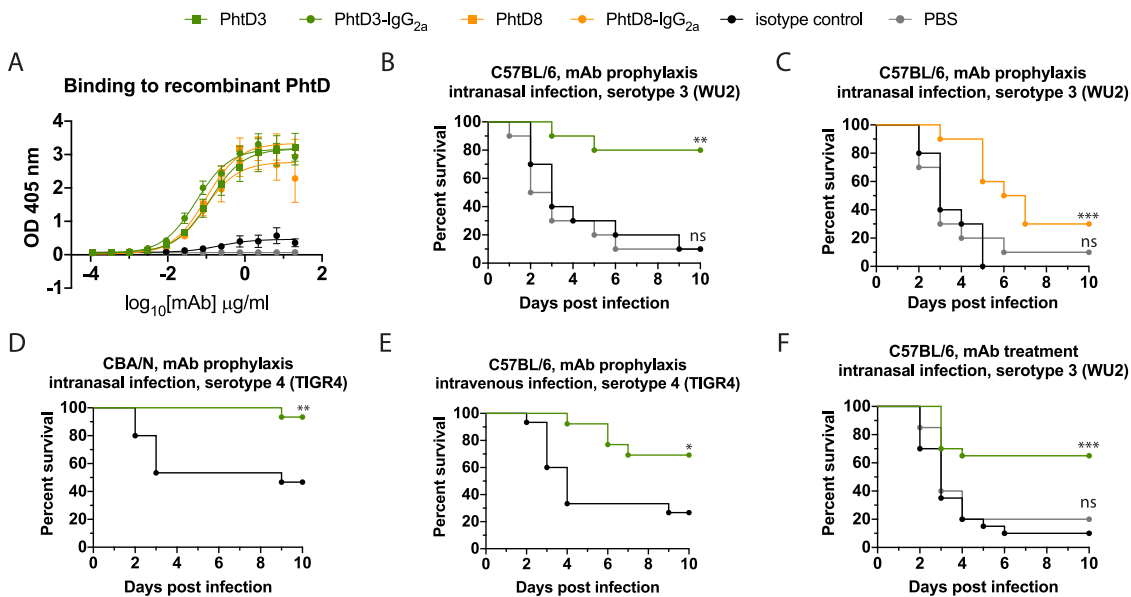 PhtD3 PhtD3-IgG2a PhtD8 PhtD8-IgG2a isotype control PBS
A
Binding to recombinant PhtD
OD 405 nm
4
3
2
1
0
-1
-4 -2 0 2
log10[mAb] μg/ml
B
C57BL/6, mAb prophylaxis
intranasal infection, serotype 3 (WU2)
Percent survival
100
80
60
40
20
0
**
ns
0 2 4 6 8 10
Days post infection
C
C57BL/6, mAb prophylaxis
intranasal infection, serotype 3 (WU2)
Percent survival
100
80
60
40
20
0
***
ns
0 2 4 6 8 10
Days post infection
D
CBA/N, mAb prophylaxis
intranasal infection, serotype 4 (TIGR4)
Percent survival
100
80
60
40
20
0
**
0 2 4 6 8 10
Days post infection
E
C57BL/6, mAb prophylaxis
intravenous infection, serotype 4 (TIGR4)
Percent survival
100
80
60
40
20
0
*
0 2 4 6 8 10
Days post infection
F
C57BL/6, mAb treatment
intranasal infection, serotype 3 (WU2)
Percent survival
100
80
60
40
20
0
***
ns
0 2 4 6 8 10
Days post infection